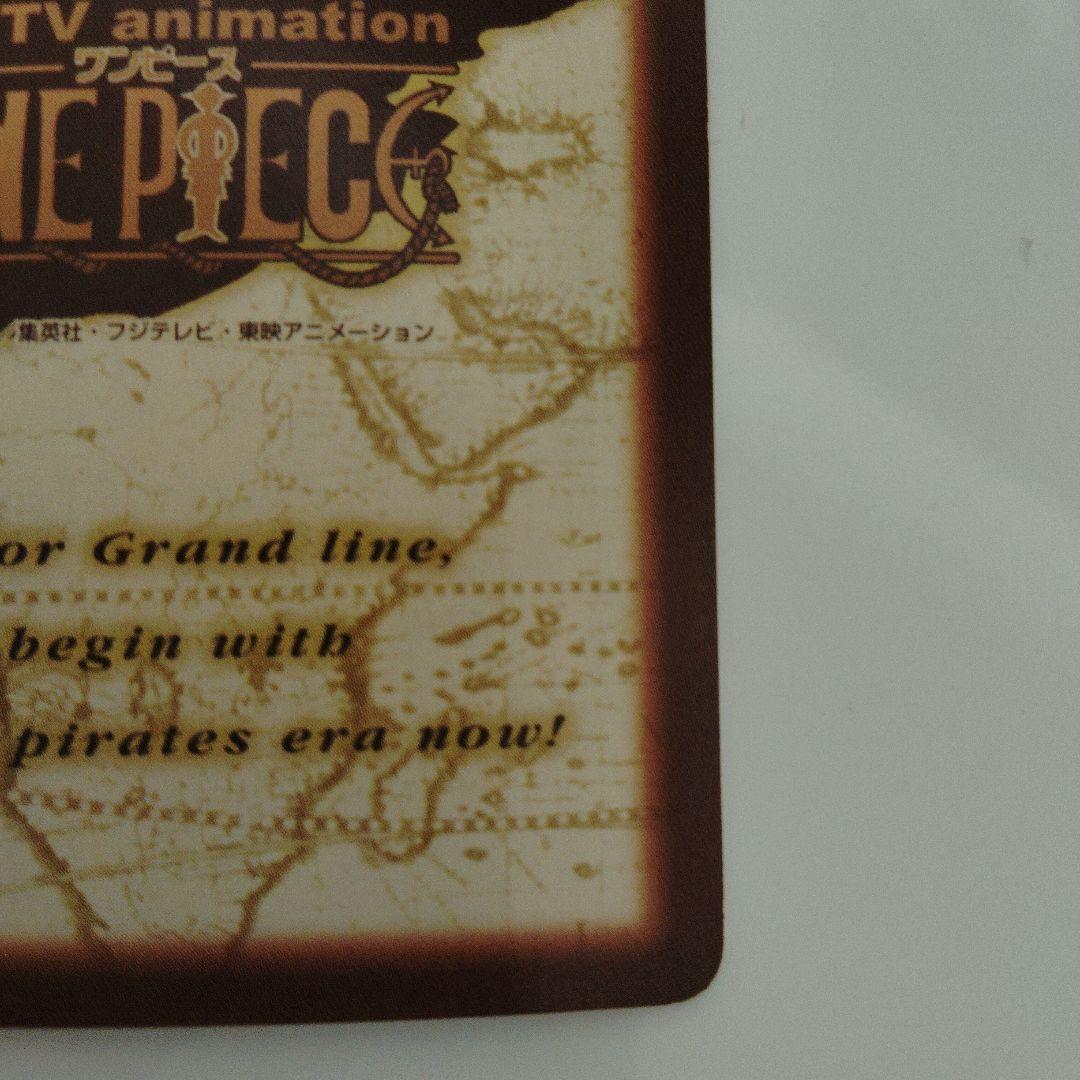 TV animation
ワンピース
NE PIECE
集英社・フジテレビ・東映アニメーション
or Grand line,
begin with
pirates era now!